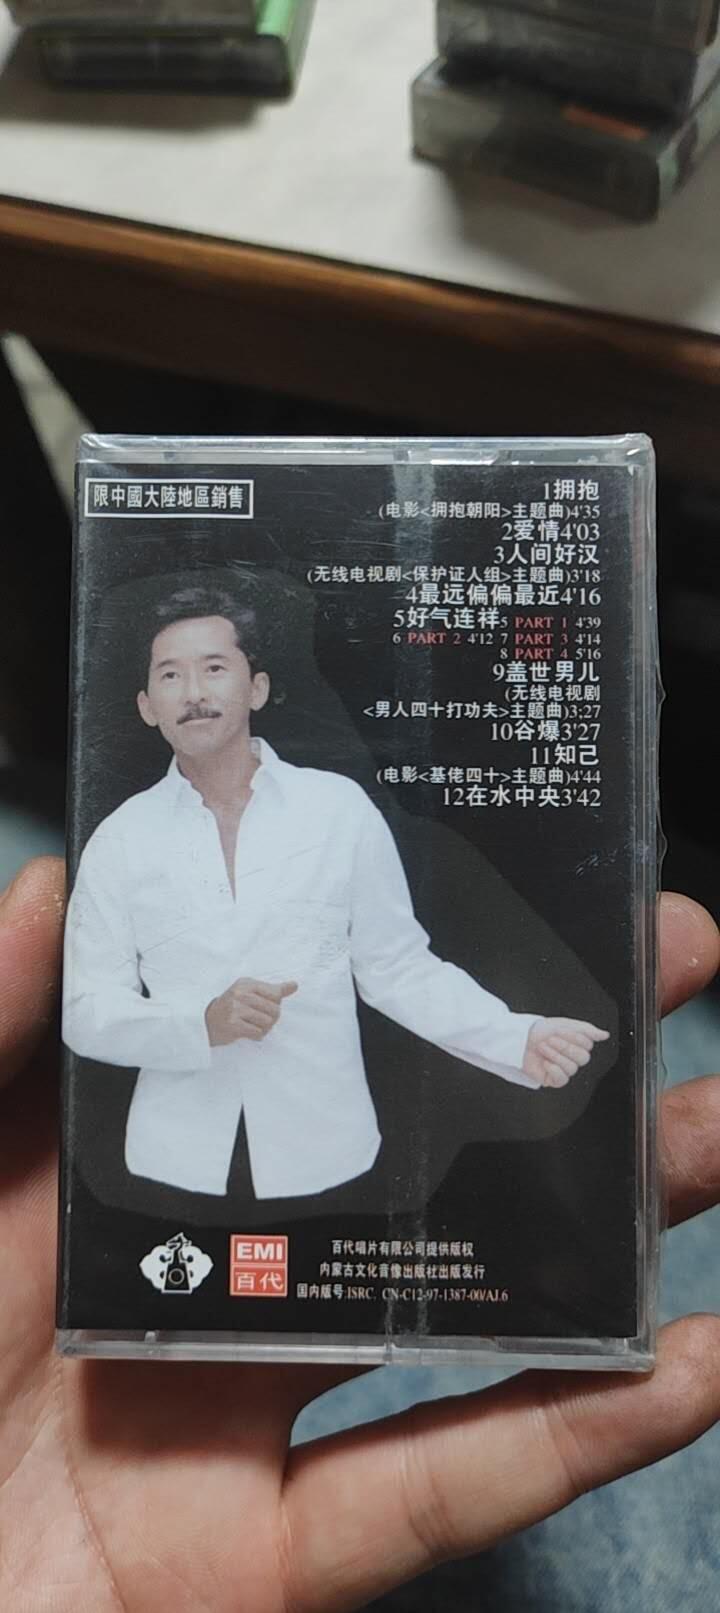 限中國大陸地區銷售
1拥抱
(电影<拥抱朝阳>主题曲)4'35
2爱情4'03
3人间好汉
(无线电视剧<保护证人组>主题曲)3'18
4最远偏偏最近4'16
5好气连祥5 PART 1 4'39
6 PART 2 4'12 7 PART 3 4'14
8 PART 4 5'16
9盖世男儿
(无线电视剧
<男人四十打功夫>主题曲)3;27
10谷爆3'27
11知己
(电影<基佬四十>主题曲)4'44
12在水中央3'42
EMI
百代
百代唱片有限公司提供版权
内蒙古文化音像出版社出版发行
国内版号:ISRC. CN-C12-97-1387-00/AJ.6